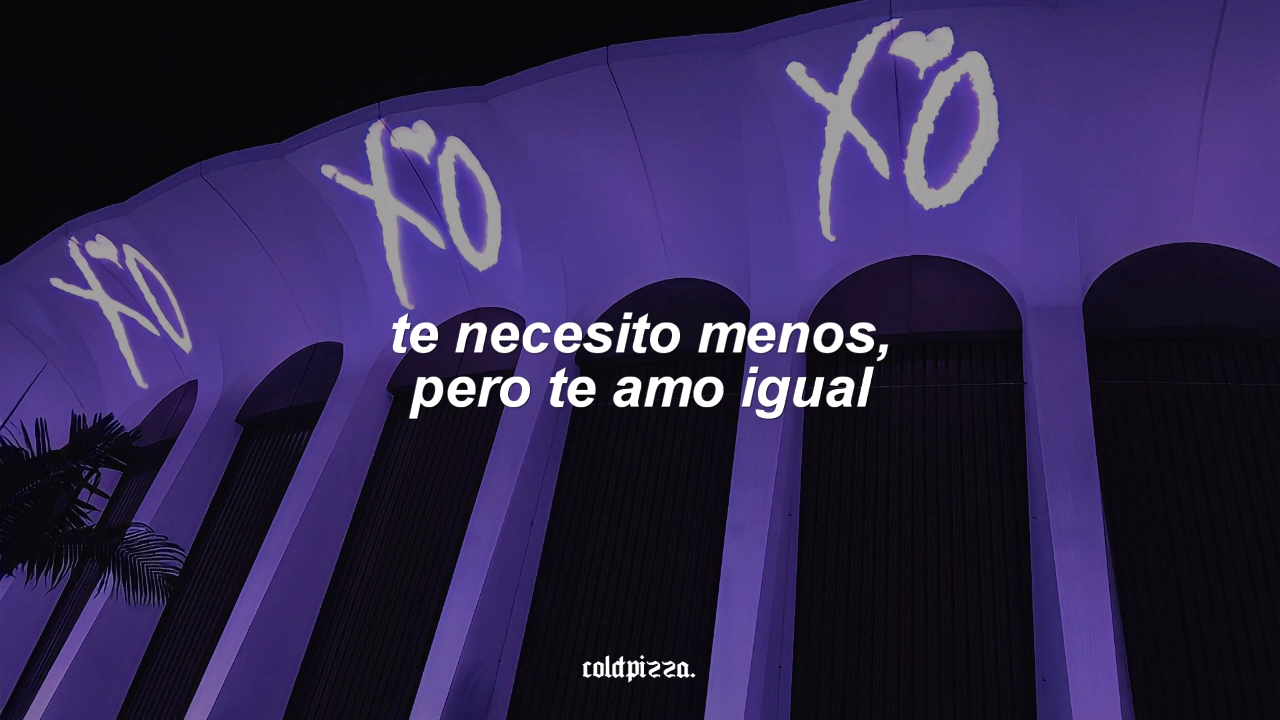 XO
XO
XO
te necesito menos,
pero te amo igual
coldpizza.